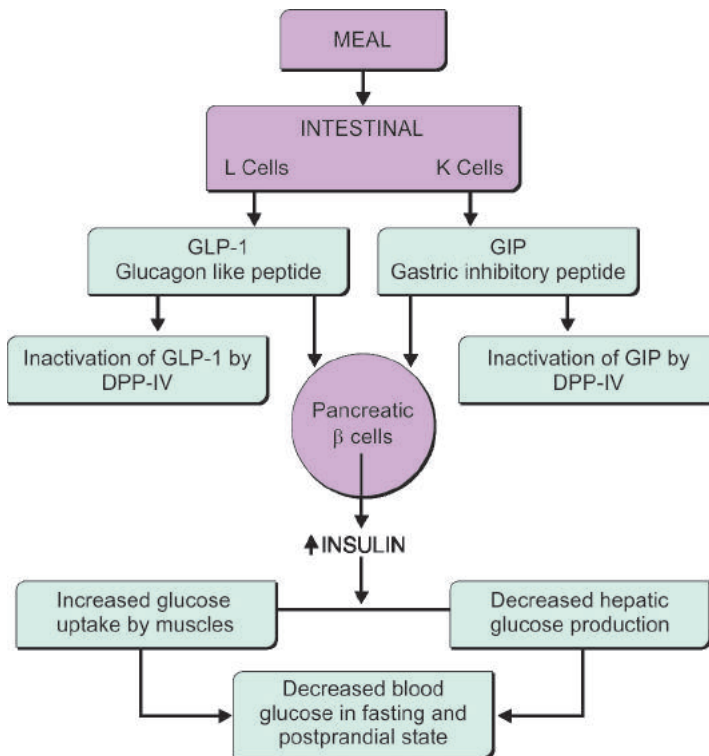 MEAL
INTESTINAL
L Cells K Cells
GLP-1
Glucagon like peptide
GIP
Gastric inhibitory peptide
Inactivation of GLP-1 by
DPP-IV
Inactivation of GIP by
DPP-IV
Pancreatic
β cells
↑INSULIN
Increased glucose
uptake by muscles
Decreased hepatic
glucose production
Decreased blood
glucose in fasting and
postprandial state